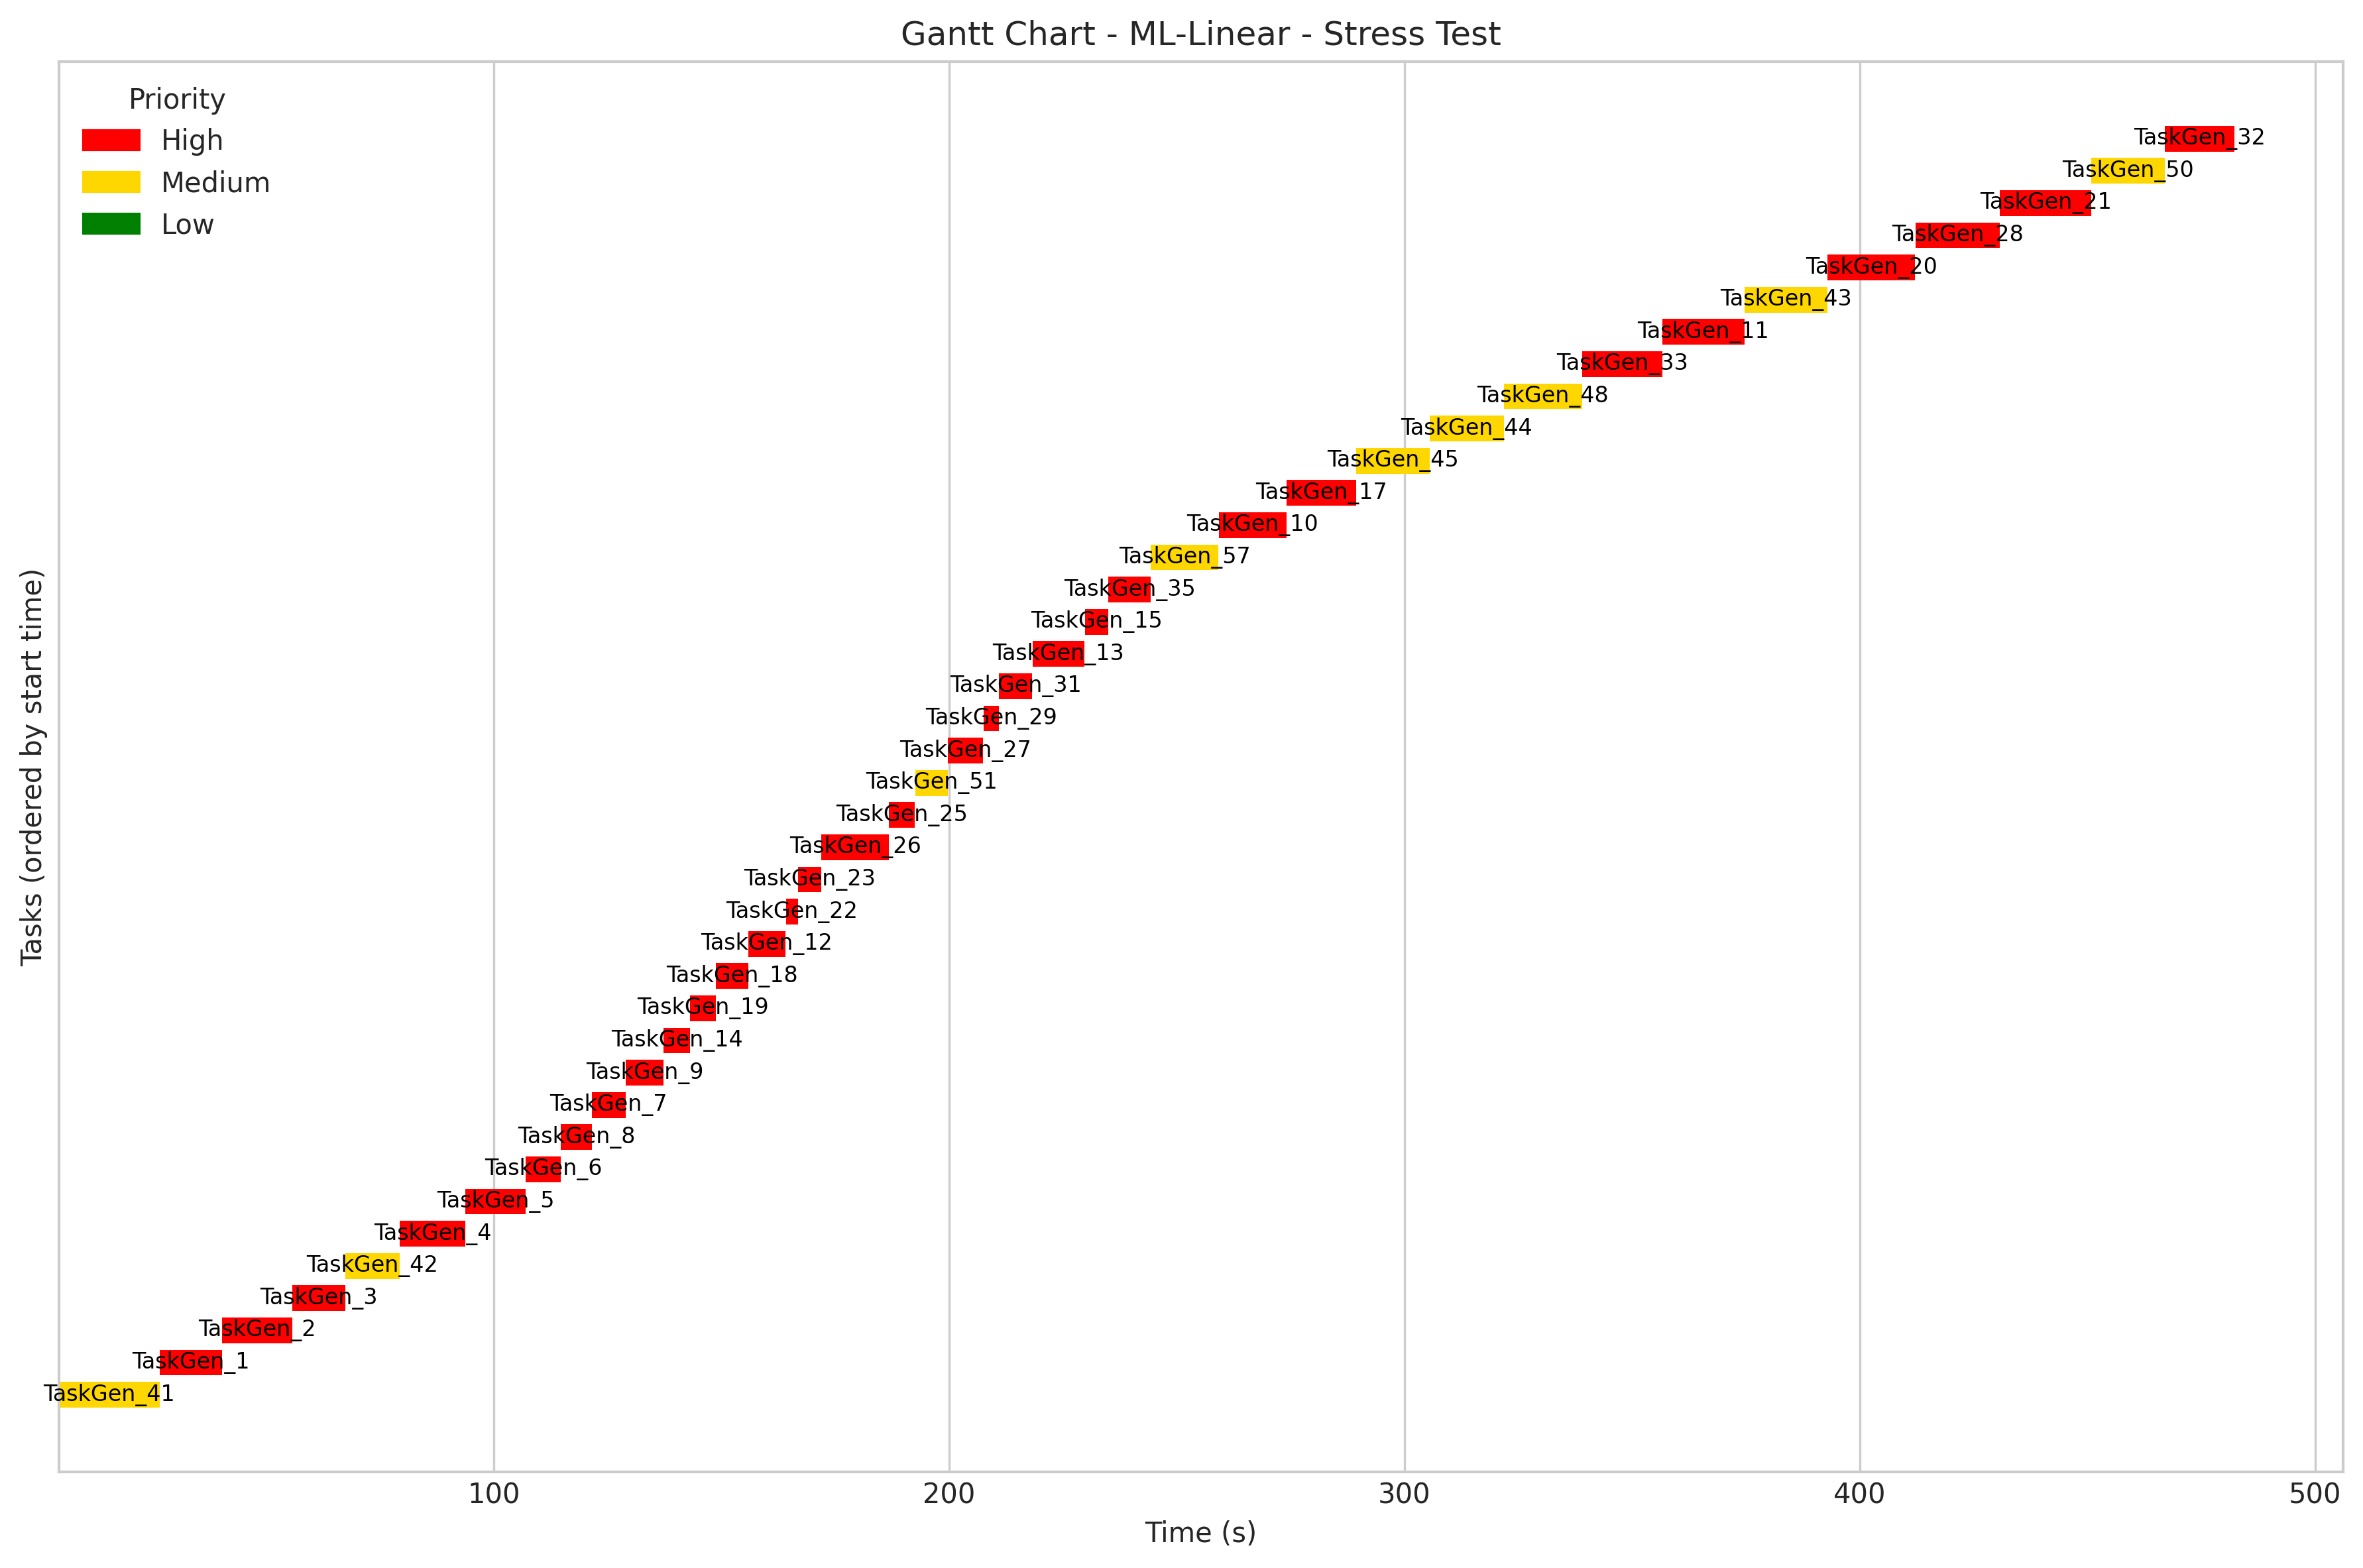 Gantt Chart - ML-Linear - Stress Test
Priority
High
Medium
Low
TaskGen_32
TaskGen_50
TaskGen_21
TaskGen_28
TaskGen_20
TaskGen_43
TaskGen_11
TaskGen_33
TaskGen_48
TaskGen_44
TaskGen_45
TaskGen_17
TaskGen_10
TaskGen_57
TaskGen_35
TaskGen_15
TaskGen_13
TaskGen_31
TaskGen_29
TaskGen_27
TaskGen_51
TaskGen_25
TaskGen_26
TaskGen_23
TaskGen_22
TaskGen_12
TaskGen_18
TaskGen_19
TaskGen_14
TaskGen_9
TaskGen_7
TaskGen_8
TaskGen_6
TaskGen_5
TaskGen_4
TaskGen_42
TaskGen_3
TaskGen_2
TaskGen_1
TaskGen_41
Tasks (ordered by start time)
100 200 300 400 500
Time (s)